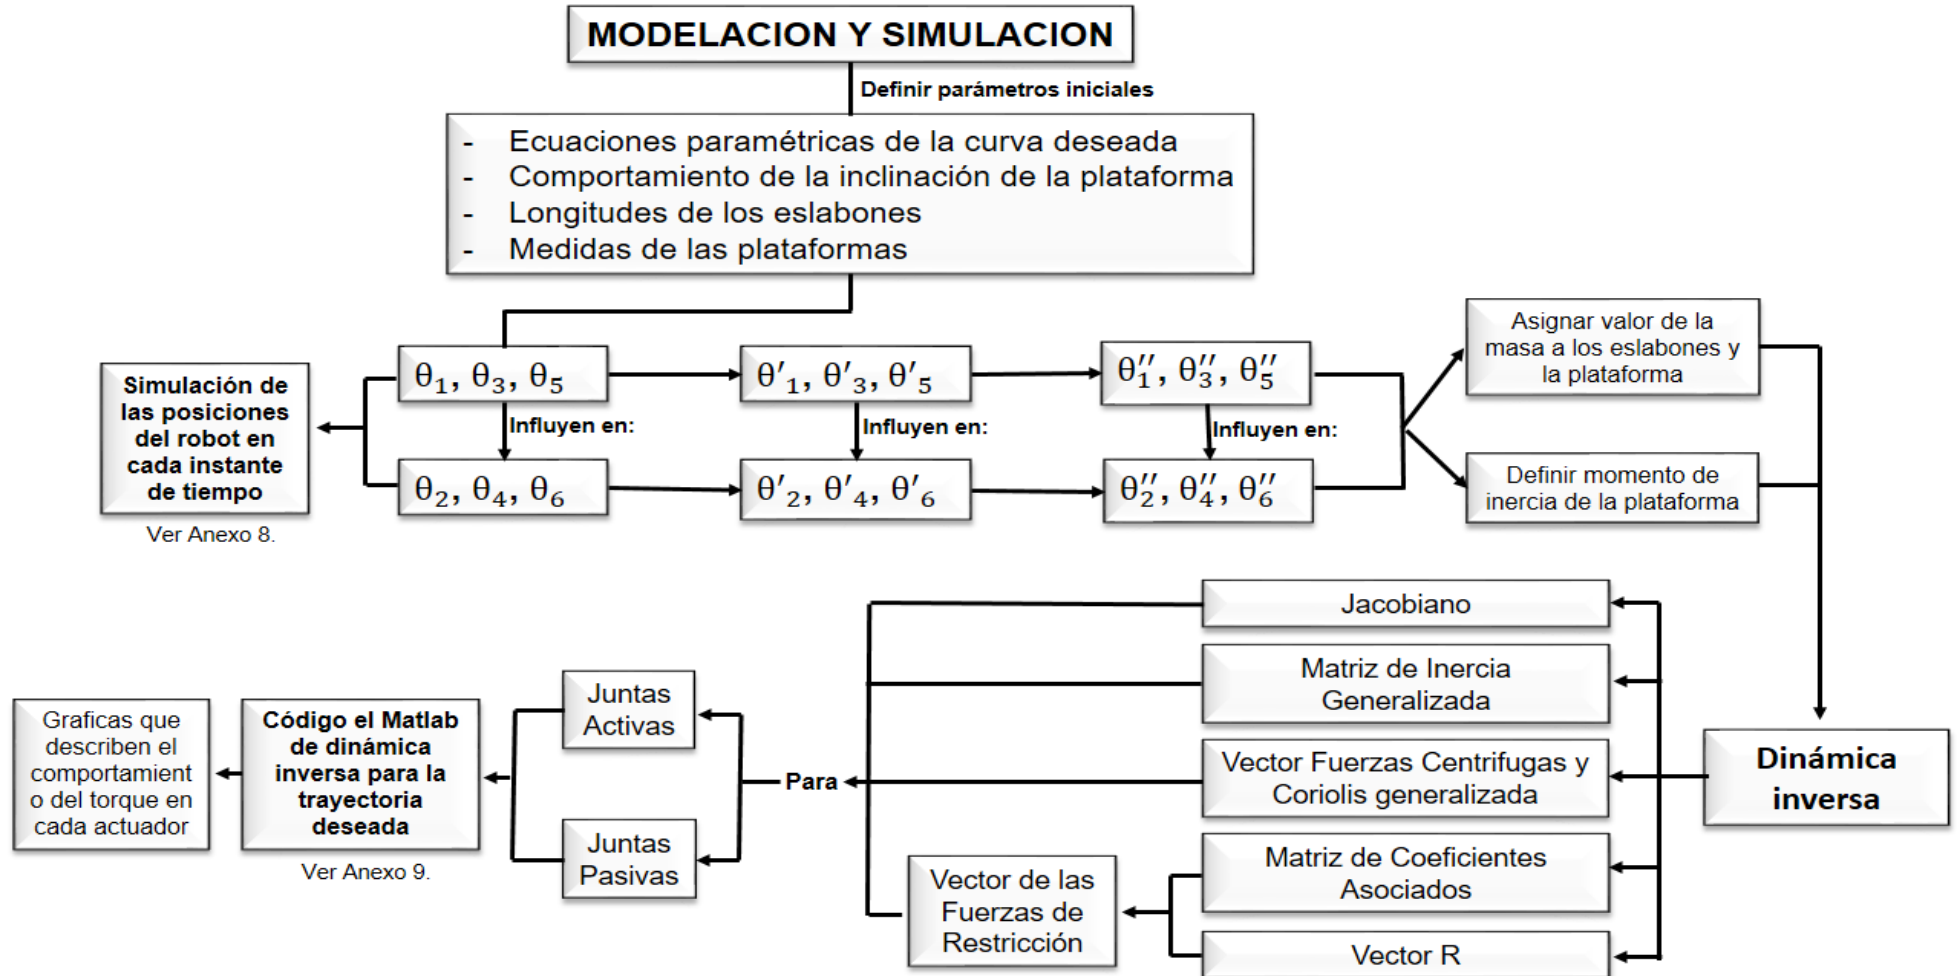 MODELACION Y SIMULACION
Definir parámetros iniciales
- Ecuaciones paramétricas de la curva deseada
- Comportamiento de la inclinación de la plataforma
- Longitudes de los eslabones
- Medidas de las plataformas
Simulación de
las posiciones
del robot en
cada instante
de tiempo
Ver Anexo 8.
θ₁, θ₃, θ₅
Influyen en:
θ₂, θ₄, θ₆
θ′₁, θ′₃, θ′₅
Influyen en:
θ′₂, θ′₄, θ′₆
θ₁′′, θ₃′′, θ₅′′
Influyen en:
θ₂′′, θ₄′′, θ₆′′
Asignar valor de la
masa a los eslabones y
la plataforma
Definir momento de
inercia de la plataforma
Dinámica
inversa
Jacobiano
Matriz de Inercia
Generalizada
Vector Fuerzas Centrifugas y
Coriolis generalizada
Matriz de Coeficientes
Asociados
Vector R
Vector de las
Fuerzas de
Restricción
Para
Juntas
Activas
Juntas
Pasivas
Código el Matlab
de dinámica
inversa para la
trayectoria
deseada
Ver Anexo 9.
Graficas que
describen el
comportamient
o del torque en
cada actuador